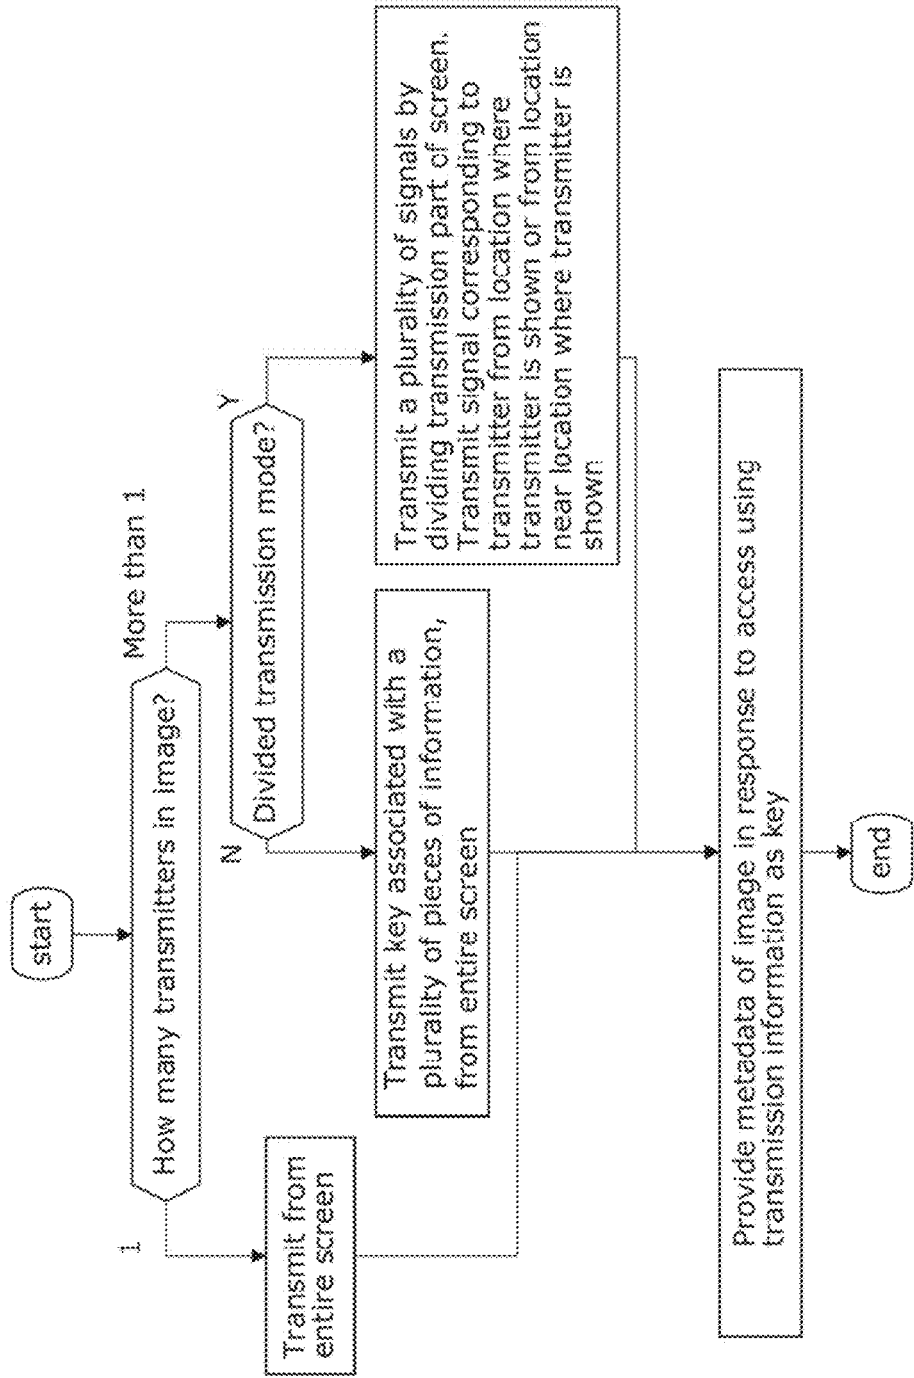 start
How many transmitters in image?
1
More than 1
Transmit from
entire screen
Divided transmission mode?
N
Y
Transmit key associated with a
plurality of pieces of information,
from entire screen
Transmit a plurality of signals by
dividing transmission part of screen.
Transmit signal corresponding to
transmitter from location where
transmitter is shown or from location
near location where transmitter is
shown
Provide metadata of image in response to access using
transmission information as key
end